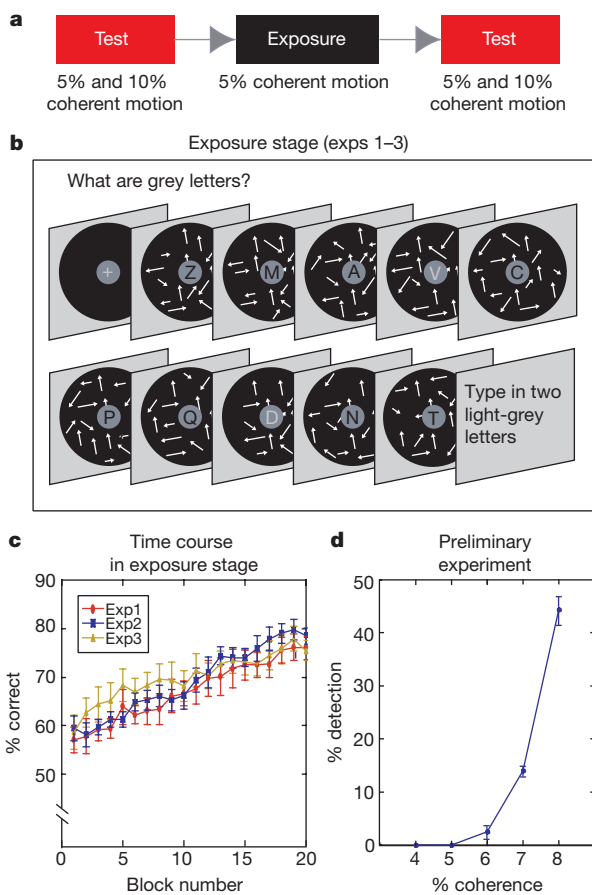 a
Test Exposure Test
5% and 10% 5% coherent motion 5% and 10%
coherent motion coherent motion
b
Exposure stage (exps 1–3)
What are grey letters?
+ Z M A V C
P Q D N T
Type in two
light-grey
letters
c
Time course
in exposure stage
90
80
70
60
50
0 5 10 15 20
% correct
Block number
Exp1
Exp2
Exp3
d
Preliminary
experiment
50
40
30
20
10
0
4 5 6 7 8
% detection
% coherence